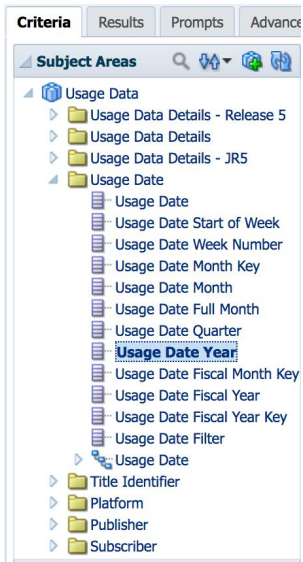 Criteria Results Prompts Advance
Subject Areas
Usage Data
Usage Data Details - Release 5
Usage Data Details
Usage Data Details - JR5
Usage Date
Usage Date
Usage Date Start of Week
Usage Date Week Number
Usage Date Month Key
Usage Date Month
Usage Date Full Month
Usage Date Quarter
Usage Date Year
Usage Date Fiscal Month Key
Usage Date Fiscal Year
Usage Date Fiscal Year Key
Usage Date Filter
Usage Date
Title Identifier
Platform
Publisher
Subscriber